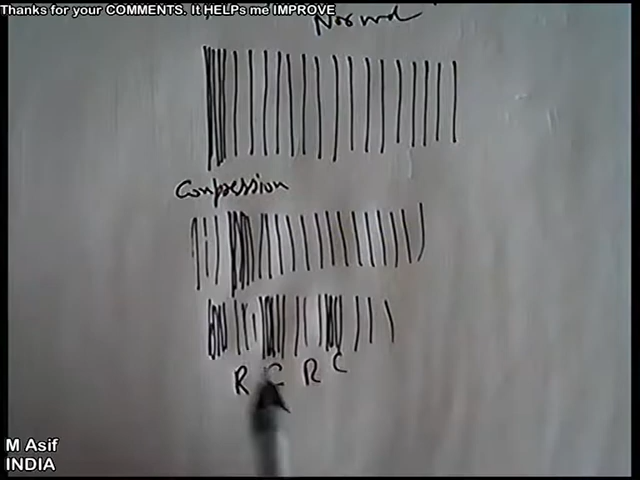 Thanks for your COMMENTS. It HELPs me IMPROVE
Normal
Compression
R C R C
M Asif
INDIA